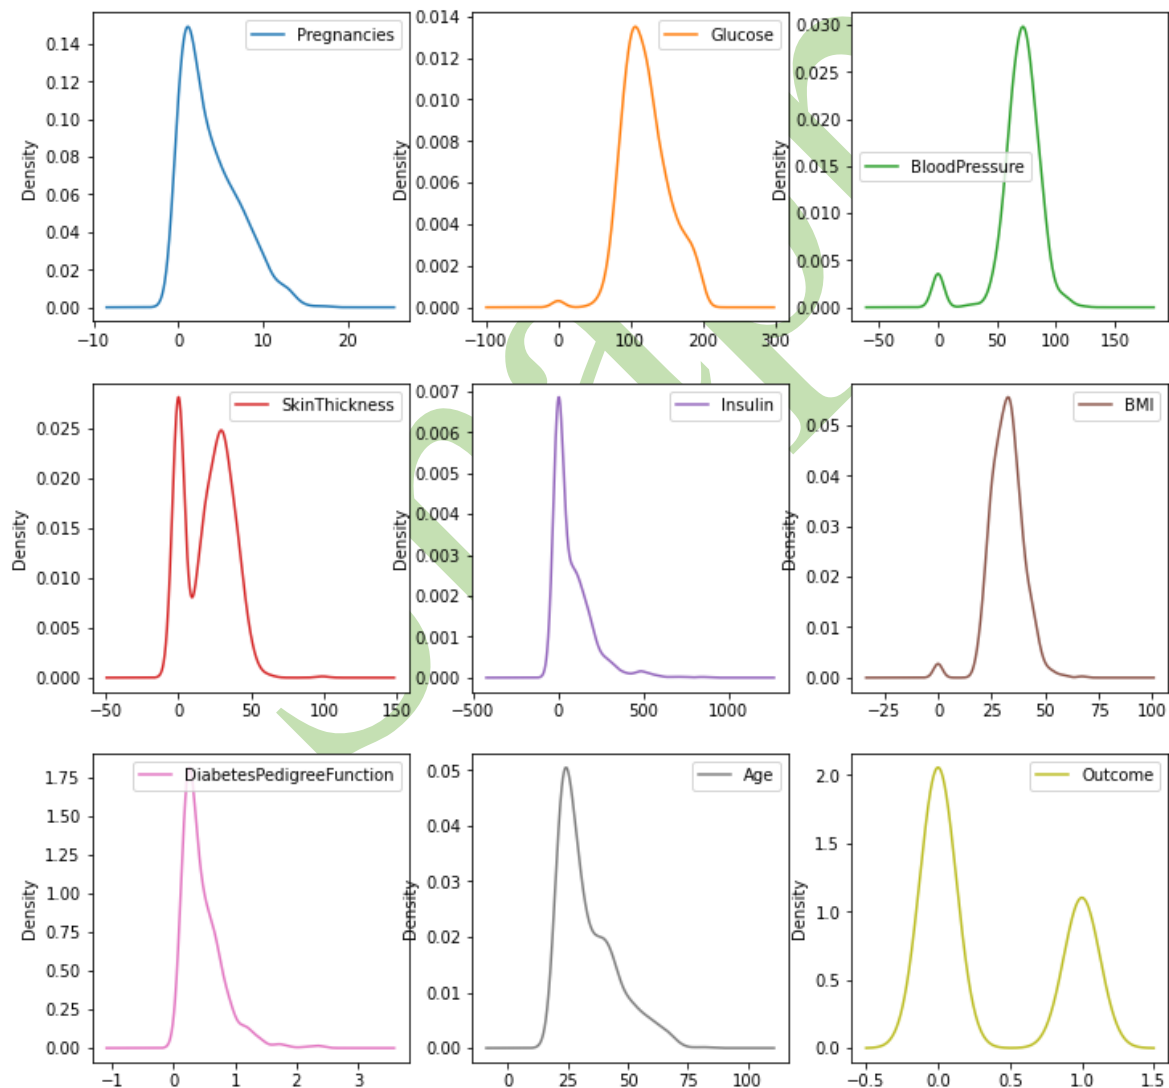 Pregnancies
0.14
0.12
0.10
0.08
0.06
0.04
0.02
0.00
Density
−10 0 10 20
Glucose
0.014
0.012
0.010
0.008
0.006
0.004
0.002
0.000
Density
−100 0 100 200 300
BloodPressure
0.030
0.025
0.020
0.015
0.010
0.005
0.000
Density
−50 0 50 100 150
SkinThickness
0.025
0.020
0.015
0.010
0.005
0.000
Density
−50 0 50 100 150
Insulin
0.007
0.006
0.005
0.004
0.003
0.002
0.001
0.000
Density
−500 0 500 1000
BMI
0.05
0.04
0.03
0.02
0.01
0.00
Density
−25 0 25 50 75 100
DiabetesPedigreeFunction
1.75
1.50
1.25
1.00
0.75
0.50
0.25
0.00
Density
−1 0 1 2 3
Age
0.05
0.04
0.03
0.02
0.01
0.00
Density
0 25 50 75 100
Outcome
2.0
1.5
1.0
0.5
0.0
Density
−0.5 0.0 0.5 1.0 1.5